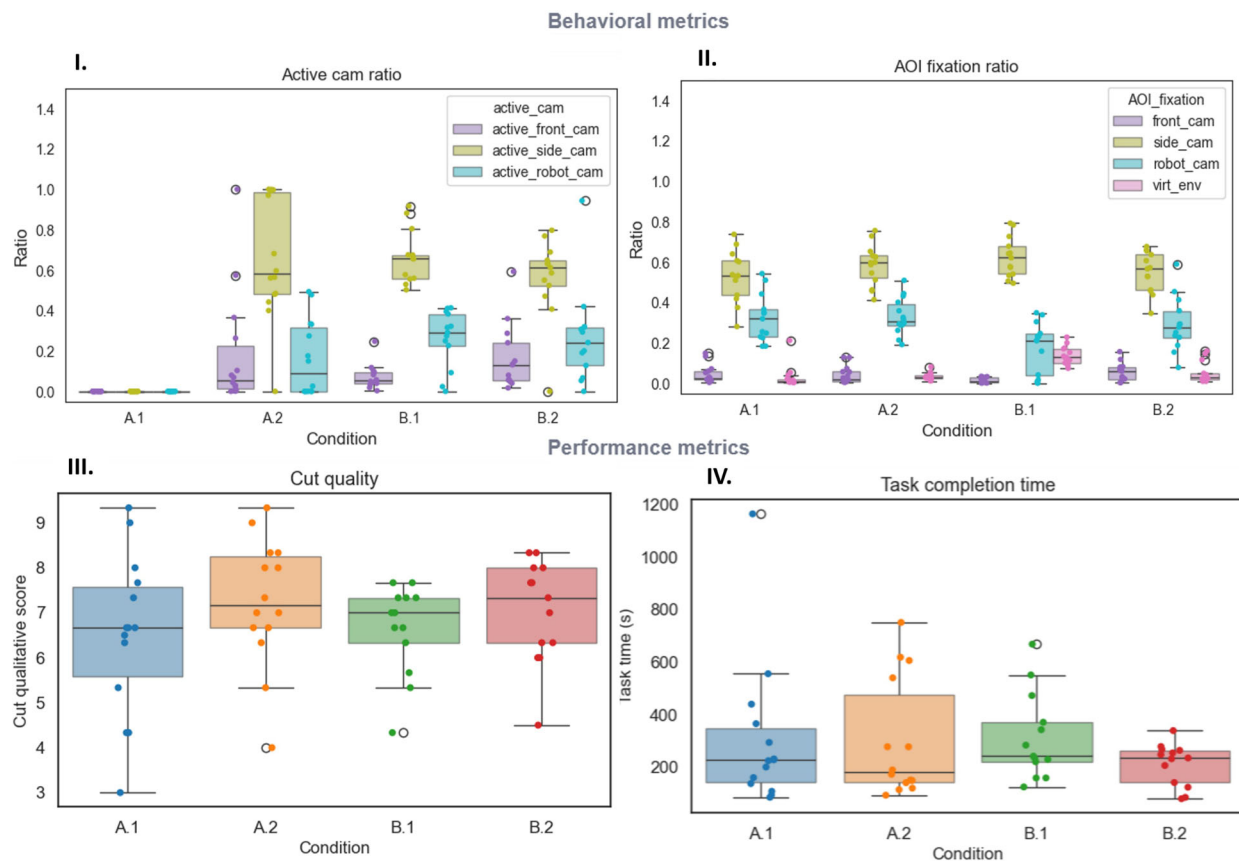 Behavioral metrics
I.
Active cam ratio
1.4
1.2
1.0
0.8
0.6
0.4
0.2
0.0
Ratio
active_cam
active_front_cam
active_side_cam
active_robot_cam
A.1 A.2 B.1 B.2
Condition
II.
AOI fixation ratio
1.4
1.2
1.0
0.8
0.6
0.4
0.2
0.0
Ratio
AOI_fixation
front_cam
side_cam
robot_cam
virt_env
A.1 A.2 B.1 B.2
Condition
Performance metrics
III.
Cut quality
9
8
7
6
5
4
3
Cut qualitative score
A.1 A.2 B.1 B.2
Condition
IV.
Task completion time
1200
1000
800
600
400
200
Task time (s)
A.1 A.2 B.1 B.2
Condition